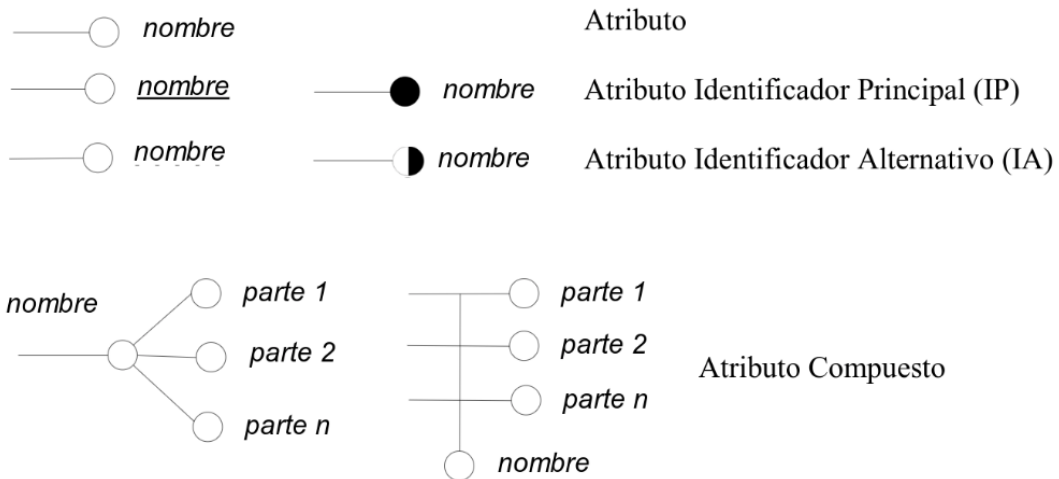 nombre Atributo
nombre nombre Atributo Identificador Principal (IP)
nombre nombre Atributo Identificador Alternativo (IA)
nombre parte 1 parte 1
parte 2 parte 2
Atributo Compuesto
parte n parte n
nombre